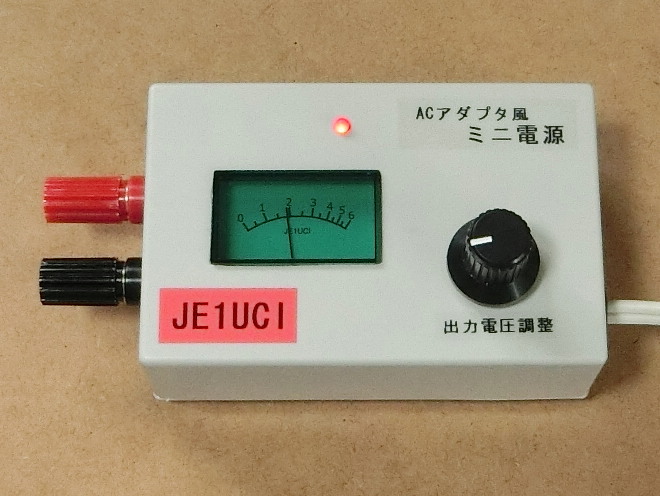 ACアダプタ風
ミニ電源
0 1 2 3 4 5 6
JE1UCI
JE1UCI
出力電圧調整